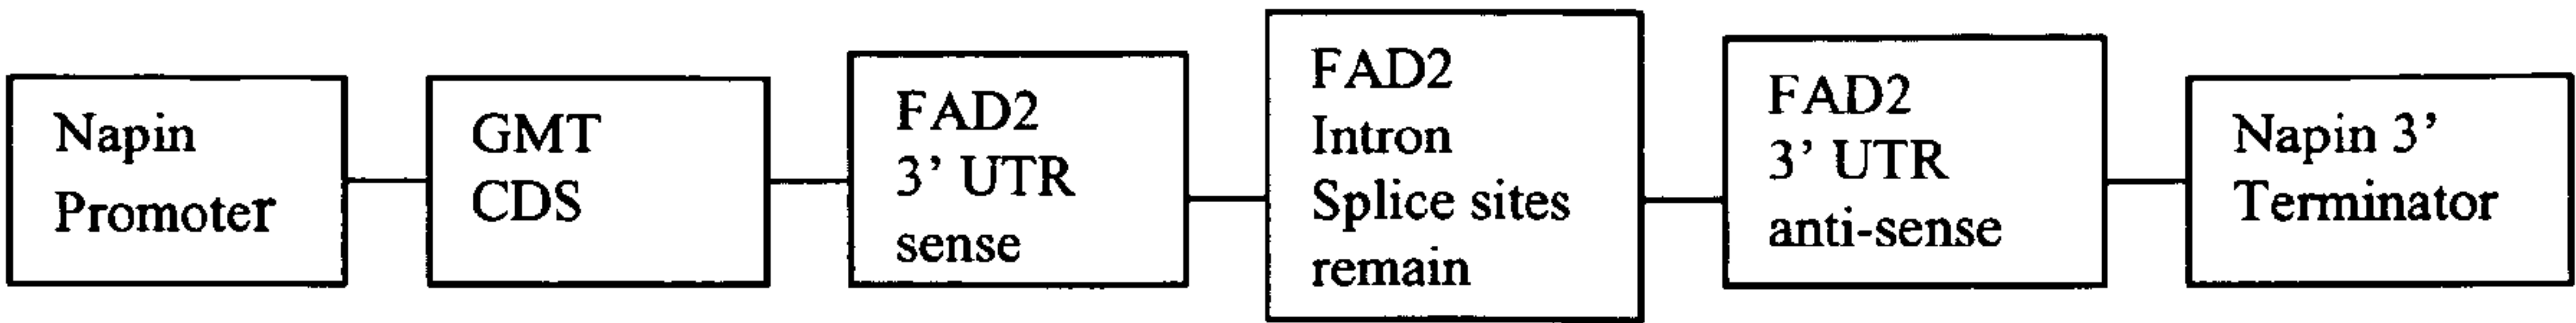 Napin
Promoter
GMT
CDS
FAD2
3’ UTR
sense
FAD2
Intron
Splice sites
remain
FAD2
3’ UTR
anti-sense
Napin 3’
Terminator